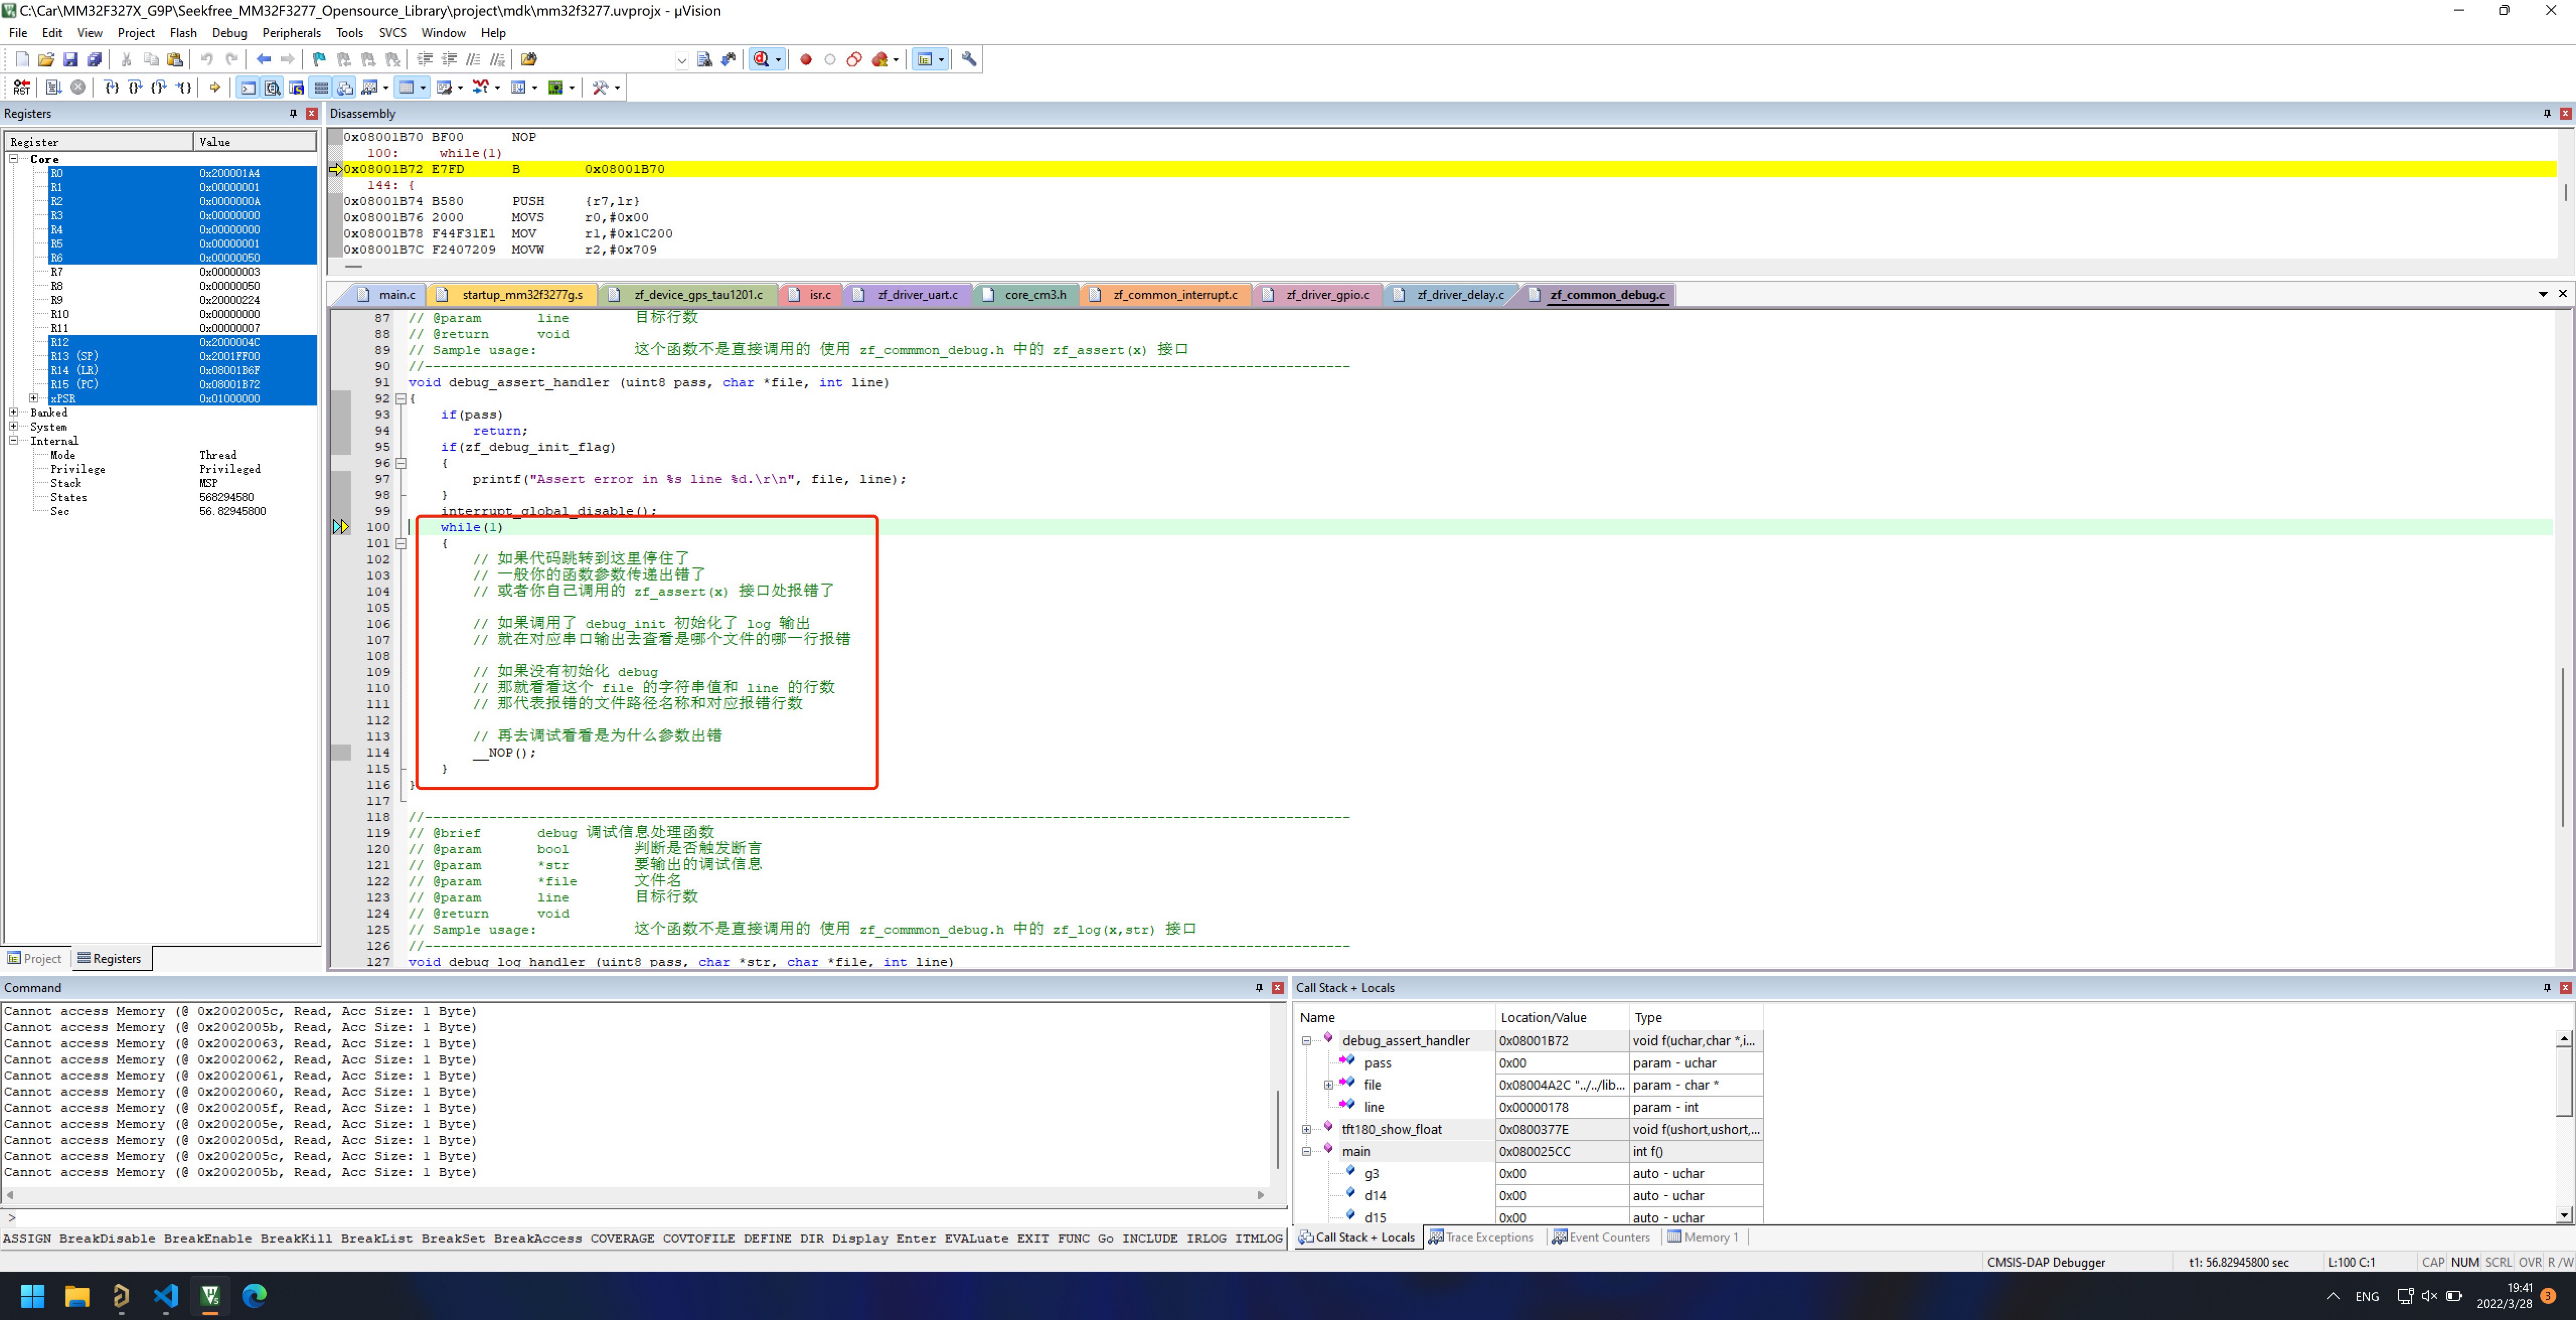 C:\Car\MM32F327X_G9P\Seekfree_MM32F3277_Opensource_Library\project\mdk\mm32f3277.uvprojx - µVision
File Edit View Project Flash Debug Peripherals Tools SVCS Window Help
Registers
Register Value
Core
R0 0x200001A4
R1 0x00000001
R2 0x0000000A
R3 0x00000000
R4 0x00000000
R5 0x00000001
R6 0x00000050
R7 0x00000003
R8 0x00000050
R9 0x20000224
R10 0x00000000
R11 0x00000007
R12 0x2000004C
R13 (SP) 0x2001FF00
R14 (LR) 0x08001B6F
R15 (PC) 0x08001B72
xPSR 0x01000000
Banked
System
Internal
Mode Thread
Privilege Privileged
Stack MSP
States 568294580
Sec 56.82945800
Project Registers
Disassembly
0x08001B70 BF00 NOP
100: while(1)
0x08001B72 E7FD B 0x08001B70
144: {
0x08001B74 B580 PUSH {r7,lr}
0x08001B76 2000 MOVS r0,#0x00
0x08001B78 F44F31E1 MOV r1,#0x1C200
0x08001B7C F2407209 MOVW r2,#0x709
main.c startup_mm32f3277g.s zf_device_gps_tau1201.c isr.c zf_driver_uart.c core_cm3.h zf_common_interrupt.c zf_driver_gpio.c zf_driver_delay.c zf_common_debug.c
87 // @param line 目标行数
88 // @return void
89 // Sample usage: 这个函数不是直接调用的 使用 zf_commmon_debug.h 中的 zf_assert(x) 接口
90 //-------------------------------------------------------------------------------------------------------------------
91 void debug_assert_handler (uint8 pass, char *file, int line)
92 {
93 if(pass)
94 return;
95 if(zf_debug_init_flag)
96 {
97 printf("Assert error in %s line %d.\r\n", file, line);
98 }
99 interrupt_global_disable();
100 while(1)
101 {
102 // 如果代码跳转到这里停住了
103 // 一般你的函数参数传递出错了
104 // 或者你自己调用的 zf_assert(x) 接口处报错了
105
106 // 如果调用了 debug_init 初始化了 log 输出
107 // 就在对应串口输出去查看是哪个文件的哪一行报错
108
109 // 如果没有初始化 debug
110 // 那就看看这个 file 的字符串值和 line 的行数
111 // 那代表报错的文件路径名称和对应报错行数
112
113 // 再去调试看看是为什么参数出错
114 __NOP();
115 }
116 }
117
118 //-------------------------------------------------------------------------------------------------------------------
119 // @brief debug 调试信息处理函数
120 // @param bool 判断是否触发断言
121 // @param *str 要输出的调试信息
122 // @param *file 文件名
123 // @param line 目标行数
124 // @return void
125 // Sample usage: 这个函数不是直接调用的 使用 zf_commmon_debug.h 中的 zf_log(x,str) 接口
126 //-------------------------------------------------------------------------------------------------------------------
127 void debug_log_handler (uint8 pass, char *str, char *file, int line)
Command
Cannot access Memory (@ 0x2002005c, Read, Acc Size: 1 Byte)
Cannot access Memory (@ 0x2002005b, Read, Acc Size: 1 Byte)
Cannot access Memory (@ 0x20020063, Read, Acc Size: 1 Byte)
Cannot access Memory (@ 0x20020062, Read, Acc Size: 1 Byte)
Cannot access Memory (@ 0x20020061, Read, Acc Size: 1 Byte)
Cannot access Memory (@ 0x20020060, Read, Acc Size: 1 Byte)
Cannot access Memory (@ 0x2002005f, Read, Acc Size: 1 Byte)
Cannot access Memory (@ 0x2002005e, Read, Acc Size: 1 Byte)
Cannot access Memory (@ 0x2002005d, Read, Acc Size: 1 Byte)
Cannot access Memory (@ 0x2002005c, Read, Acc Size: 1 Byte)
Cannot access Memory (@ 0x2002005b, Read, Acc Size: 1 Byte)
>
ASSIGN BreakDisable BreakEnable BreakKill BreakList BreakSet BreakAccess COVERAGE COVTOFILE DEFINE DIR Display Enter EVALuate EXIT FUNC Go INCLUDE IRLOG ITMLOG
Call Stack + Locals
Name Location/Value Type
debug_assert_handler 0x08001B72 void f(uchar,char *,i...
pass 0x00 param - uchar
file 0x08004A2C "../../lib... param - char *
line 0x00000178 param - int
tft180_show_float 0x0800377E void f(ushort,ushort,...
main 0x080025CC int f()
g3 0x00 auto - uchar
d14 0x00 auto - uchar
d15 0x00 auto - uchar
Call Stack + Locals Trace Exceptions Event Counters Memory 1
CMSIS-DAP Debugger t1: 56.82945800 sec L:100 C:1 CAP NUM SCRL OVR R/W
ENG 19:41
2022/3/28 3